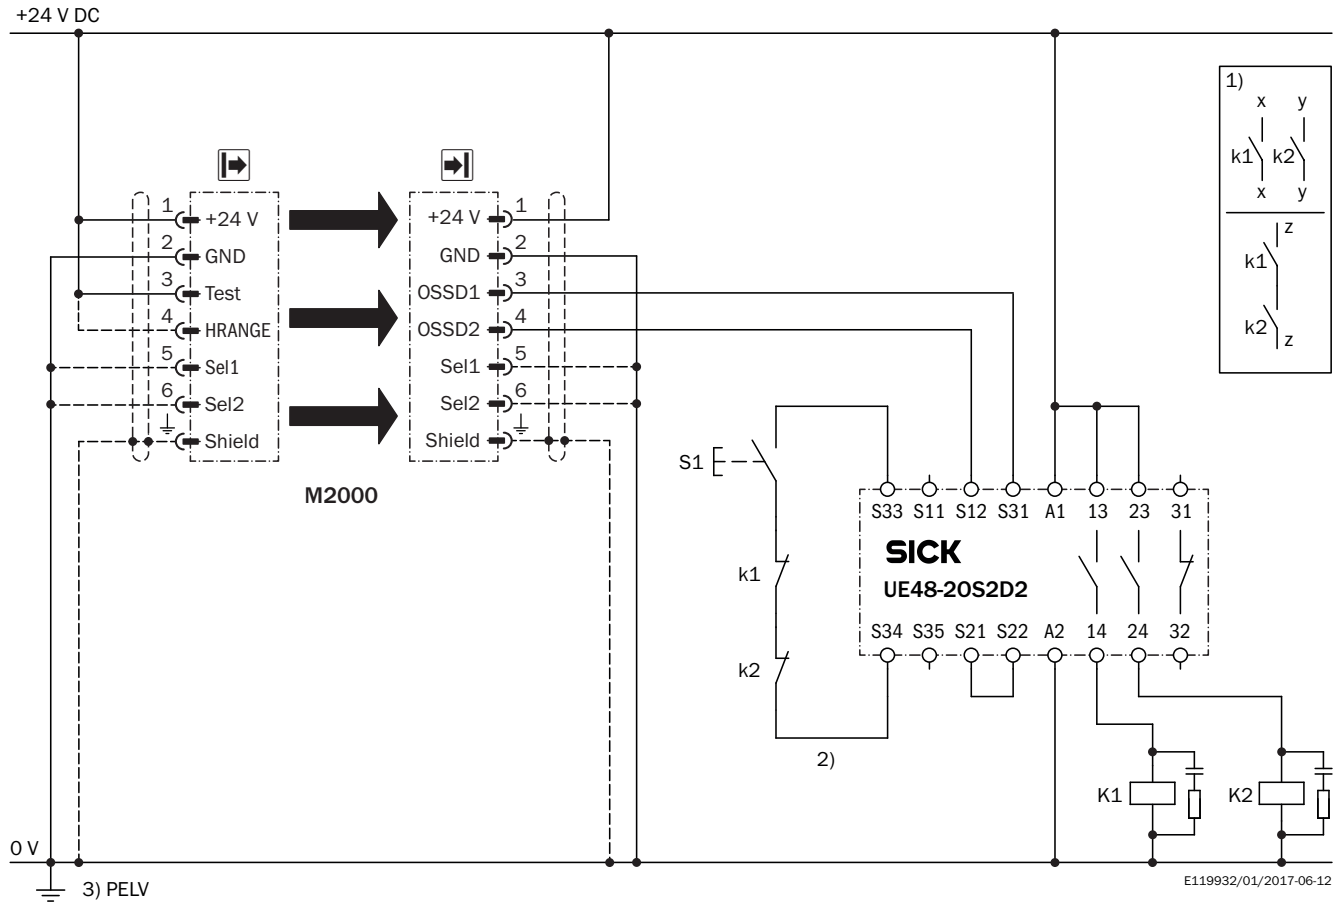 +24 V DC
1)
x y
k1 k2
x y
z
k1
k2
z
1 +24 V
2 GND
3 Test
4 HRANGE
5 Sel1
6 Sel2
Shield
+24 V 1
GND 2
OSSD1 3
OSSD2 4
Sel1 5
Sel2 6
Shield
M2000
S1
k1
k2
2)
S33 S11 S12 S31 A1 13 23 31
SICK
UE48-2OS2D2
S34 S35 S21 S22 A2 14 24 32
K1 K2
0 V
3) PELV
E119932/01/2017-06-12